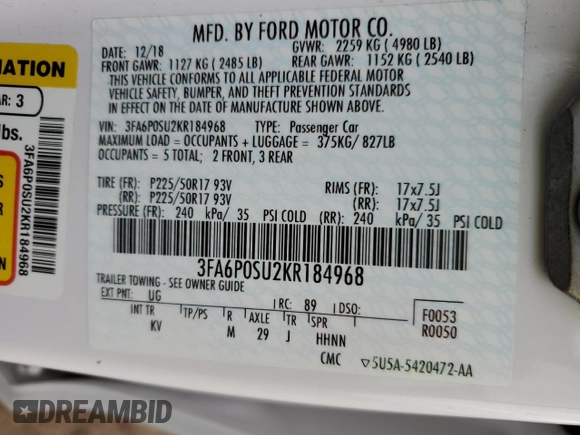 MFD. BY FORD MOTOR CO.
DATE: 12/18 GVWR: 2259 KG ( 4980 LB)
FRONT GAWR: 1127 KG ( 2485 LB) REAR GAWR: 1152 KG ( 2540 LB)
THIS VEHICLE CONFORMS TO ALL APPLICABLE FEDERAL MOTOR
VEHICLE SAFETY, BUMPER, AND THEFT PREVENTION STANDARDS
IN EFFECT ON THE DATE OF MANUFACTURE SHOWN ABOVE.
VIN: 3FA6P0SU2KR184968 TYPE: Passenger Car
MAXIMUM LOAD = OCCUPANTS + LUGGAGE = 375KG/ 827LB
OCCUPANTS = 5 TOTAL; 2 FRONT, 3 REAR
TIRE (FR): P225/50R17 93V RIMS (FR): 17x7.5J
(RR): P225/50R17 93V (RR): 17x7.5J
PRESSURE (FR): 240 kPa/ 35 PSI COLD (RR): 240 kPa/ 35 PSI COLD
3FA6P0SU2KR184968
TRAILER TOWING - SEE OWNER GUIDE
EXT PNT: UG RC: 89 DSO: F0053
INT TR TP/PS R AXLE TR SPR R0050
KV M 29 J HHNN
CMC ▽5U5A-5420472-AA
MATION
AR: 3
lbs.
3FA6P0SU2KR184968
S
R
ON
DREAMBID